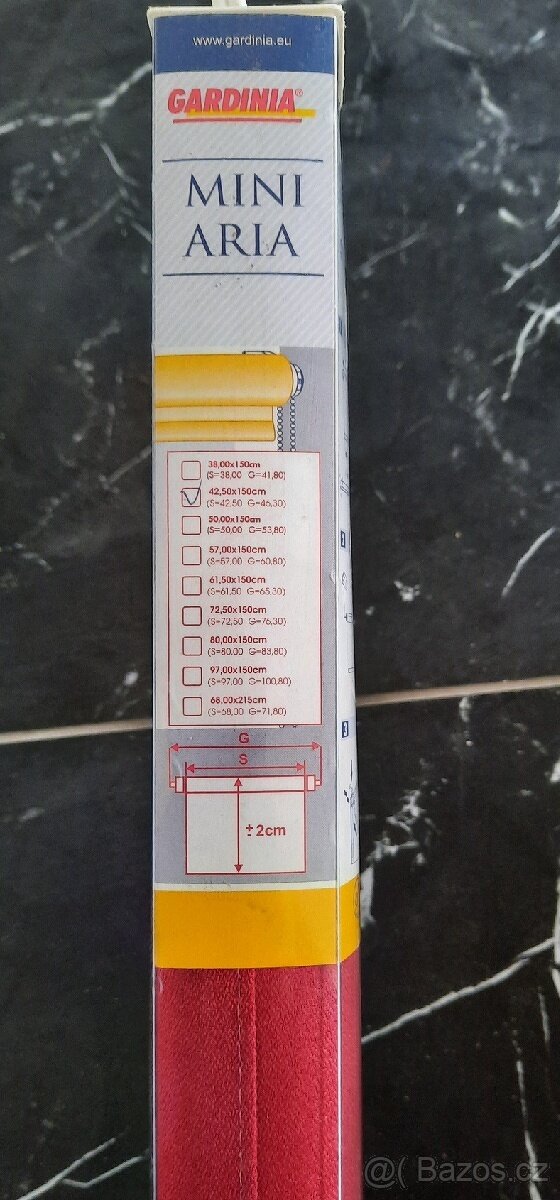 www.gardinia.eu
GARDINIA®
MINI
ARIA
38,00x150cm
(S=38,00 G=41,80)
42,50x150cm
(S=42,50 G=46,30)
50,00x150cm
(S=50,00 G=53,80)
57,00x150cm
(S=57,00 G=60,80)
61,50x150cm
(S=61,50 G=65,30)
72,50x150cm
(S=72,50 G=76,30)
80,00x150cm
(S=80,00 G=83,80)
97,00x150cm
(S=97,00 G=100,80)
68,00x215cm
(S=68,00 G=71,80)
G
S
±2cm
@( Bazos.cz